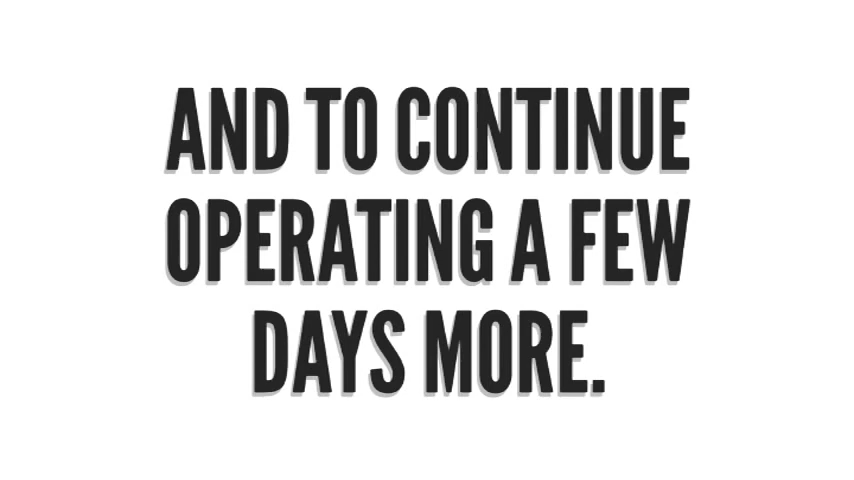 AND TO CONTINUE
OPERATING A FEW
DAYS MORE.